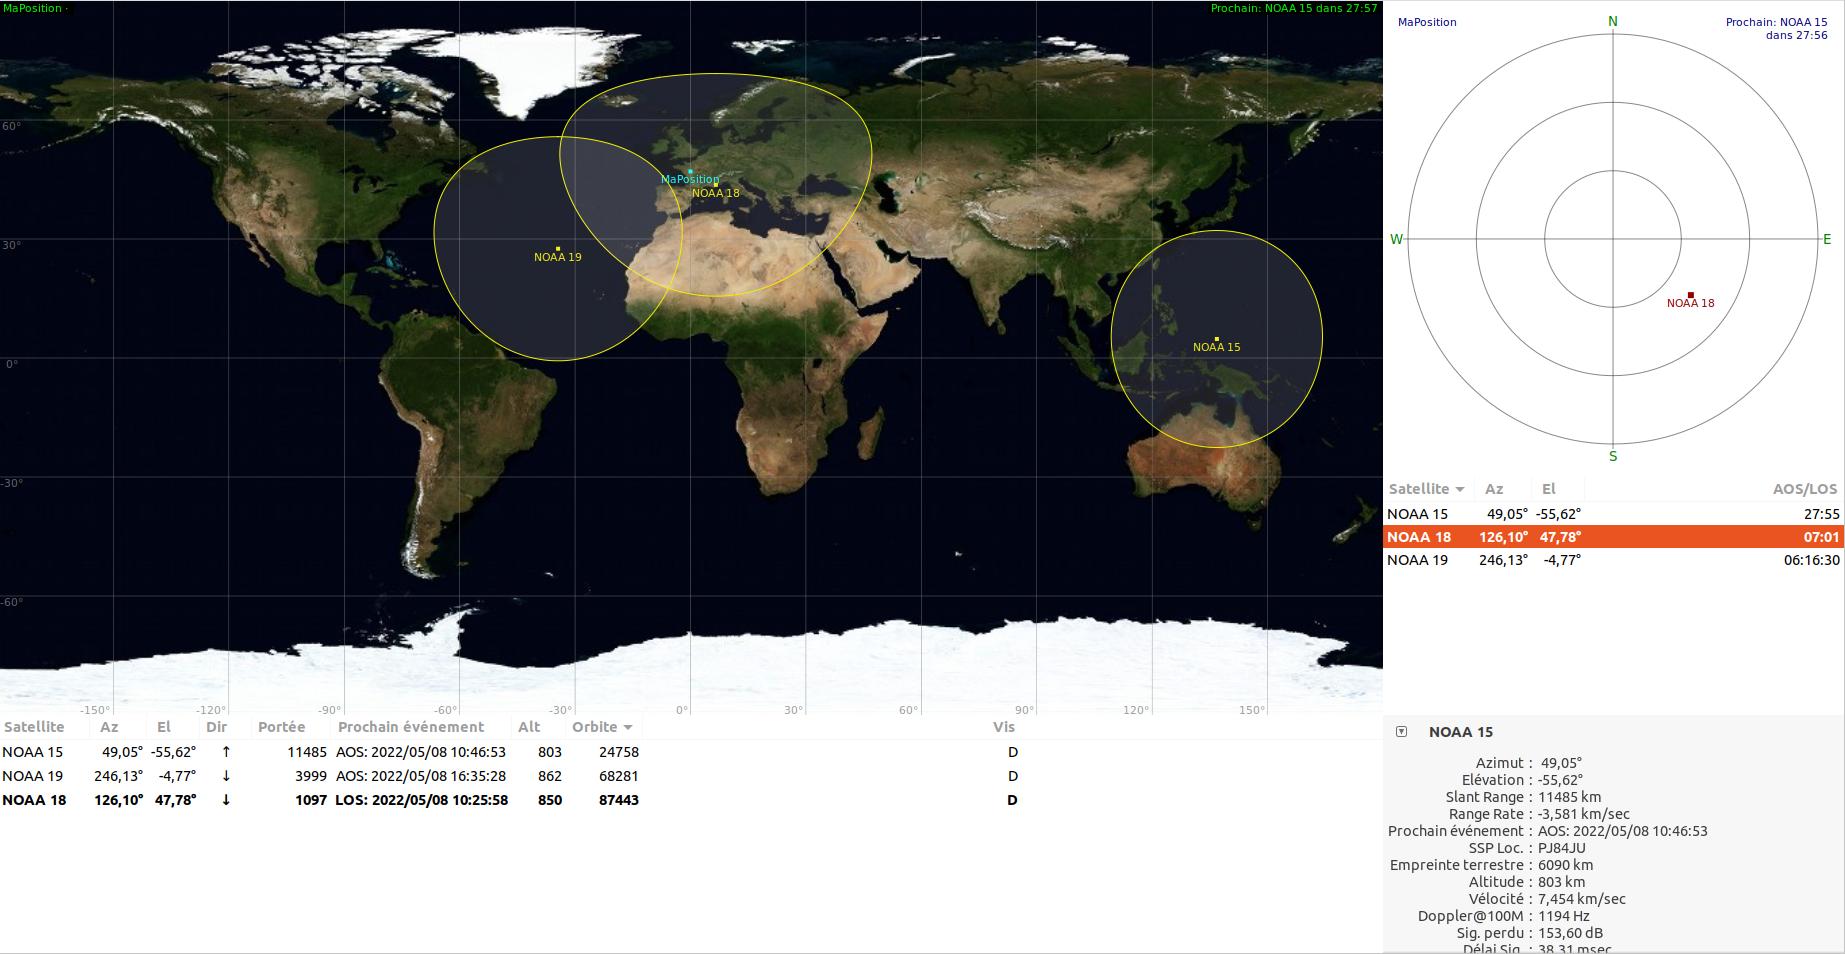 MaPosition ·
Prochain: NOAA 15 dans 27:57
60°
30°
0°
-30°
-60°
-150° -120° -90° -60° -30° 0° 30° 60° 90° 120° 150°
MaPosition
NOAA 18
NOAA 19
NOAA 15
MaPosition
Prochain: NOAA 15
dans 27:56
N
W
E
S
NOAA 18
Satellite Az El AOS/LOS
NOAA 15 49,05° -55,62° 27:55
NOAA 18 126,10° 47,78° 07:01
NOAA 19 246,13° -4,77° 06:16:30
Satellite Az El Dir Portée Prochain événement Alt Orbite Vis
NOAA 15 49,05° -55,62° ↑ 11485 AOS: 2022/05/08 10:46:53 803 24758 D
NOAA 19 246,13° -4,77° ↓ 3999 AOS: 2022/05/08 16:35:28 862 68281 D
NOAA 18 126,10° 47,78° ↓ 1097 LOS: 2022/05/08 10:25:58 850 87443 D
NOAA 15
Azimut : 49,05°
Elévation : -55,62°
Slant Range : 11485 km
Range Rate : -3,581 km/sec
Prochain événement : AOS: 2022/05/08 10:46:53
SSP Loc. : PJ84JU
Empreinte terrestre : 6090 km
Altitude : 803 km
Vélocité : 7,454 km/sec
Doppler@100M : 1194 Hz
Sig. perdu : 153,60 dB
Délai Sig. : 38,31 msec